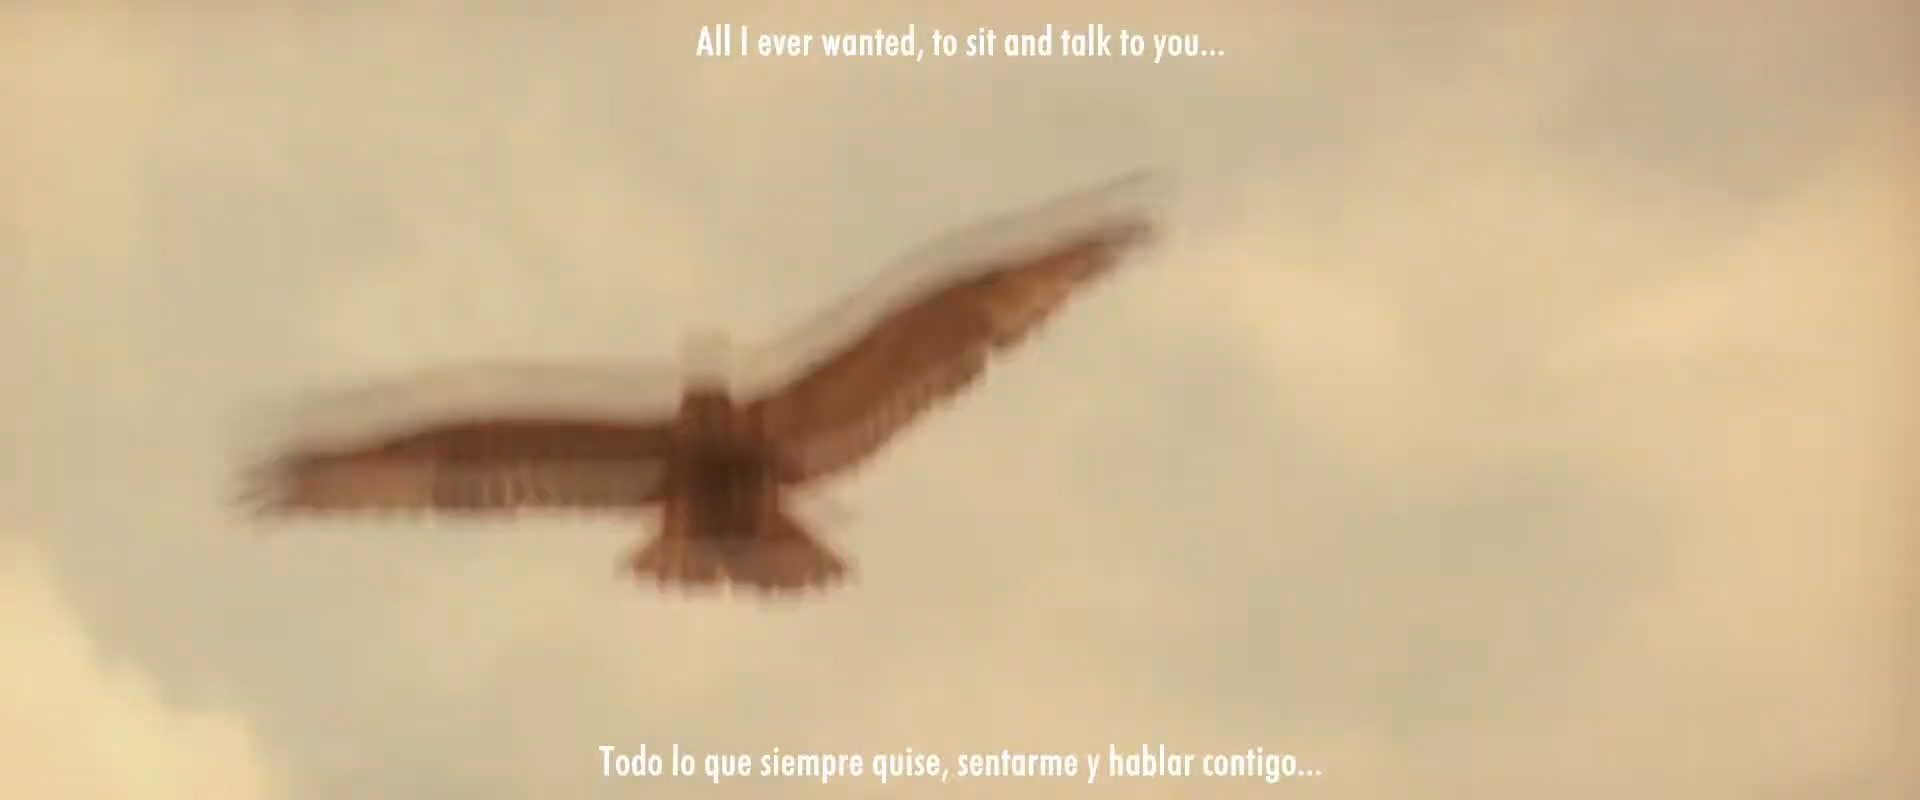 All I ever wanted, to sit and talk to you...
Todo lo que siempre quise, sentarme y hablar contigo...